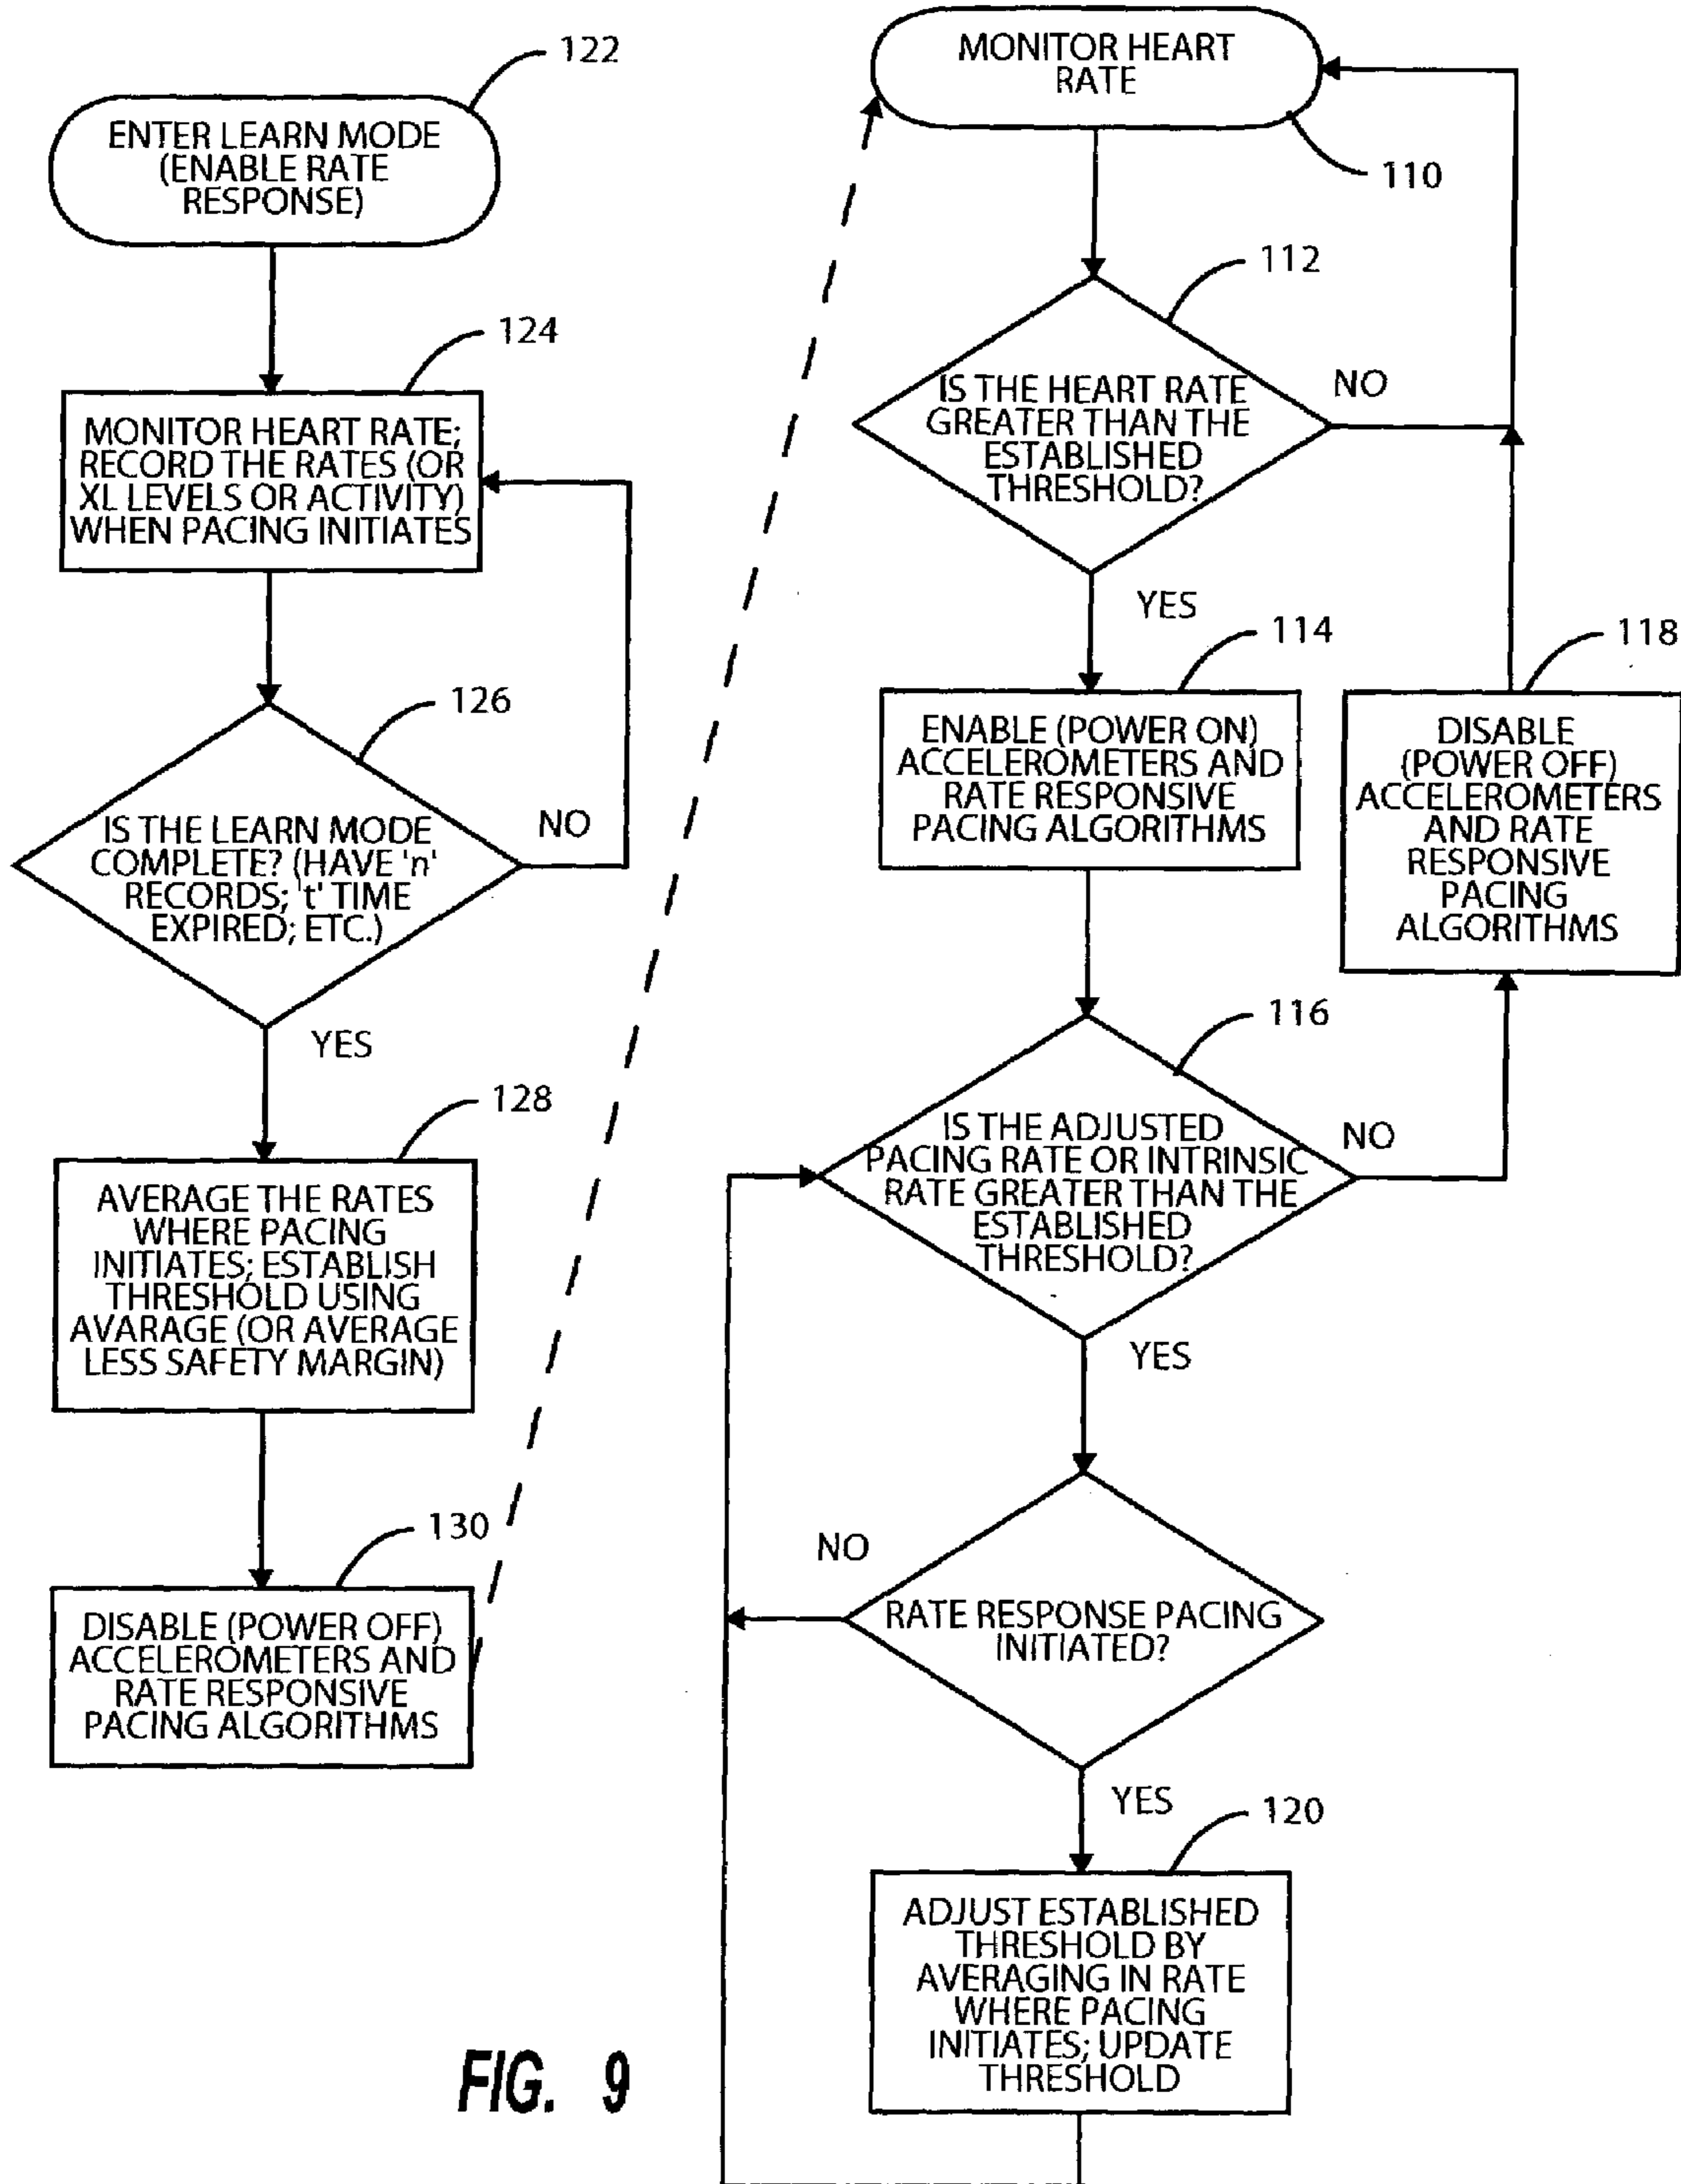 122
ENTER LEARN MODE
(ENABLE RATE
RESPONSE)
124
MONITOR HEART RATE;
RECORD THE RATES (OR
XL LEVELS OR ACTIVITY)
WHEN PACING INITIATES
126
IS THE LEARN MODE
COMPLETE? (HAVE 'n'
RECORDS; 't' TIME
EXPIRED; ETC.)
NO
YES
128
AVERAGE THE RATES
WHERE PACING
INITIATES; ESTABLISH
THRESHOLD USING
AVARAGE (OR AVERAGE
LESS SAFETY MARGIN)
130
DISABLE (POWER OFF)
ACCELEROMETERS AND
RATE RESPONSIVE
PACING ALGORITHMS
MONITOR HEART
RATE
110
112
IS THE HEART RATE
GREATER THAN THE
ESTABLISHED
THRESHOLD?
NO
YES
114
ENABLE (POWER ON)
ACCELEROMETERS AND
RATE RESPONSIVE
PACING ALGORITHMS
118
DISABLE
(POWER OFF)
ACCELEROMETERS
AND RATE
RESPONSIVE
PACING
ALGORITHMS
116
IS THE ADJUSTED
PACING RATE OR INTRINSIC
RATE GREATER THAN THE
ESTABLISHED
THRESHOLD?
NO
YES
NO
RATE RESPONSE PACING
INITIATED?
YES
120
ADJUST ESTABLISHED
THRESHOLD BY
AVERAGING IN RATE
WHERE PACING
INITIATES; UPDATE
THRESHOLD
FIG. 9